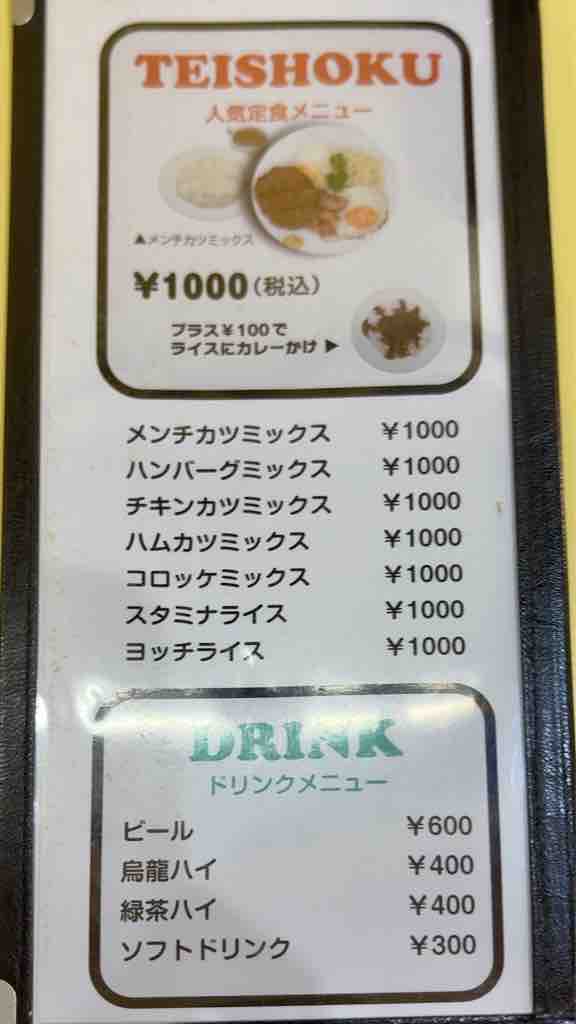 TEISHOKU
人気定食メニュー
▲メンチカツミックス
¥1000(税込)
プラス¥100で
ライスにカレーかけ ▶
メンチカツミックス ¥1000
ハンバーグミックス ¥1000
チキンカツミックス ¥1000
ハムカツミックス ¥1000
コロッケミックス ¥1000
スタミナライス ¥1000
ヨッチライス ¥1000
DRINK
ドリンクメニュー
ビール ¥600
烏龍ハイ ¥400
緑茶ハイ ¥400
ソフトドリンク ¥300